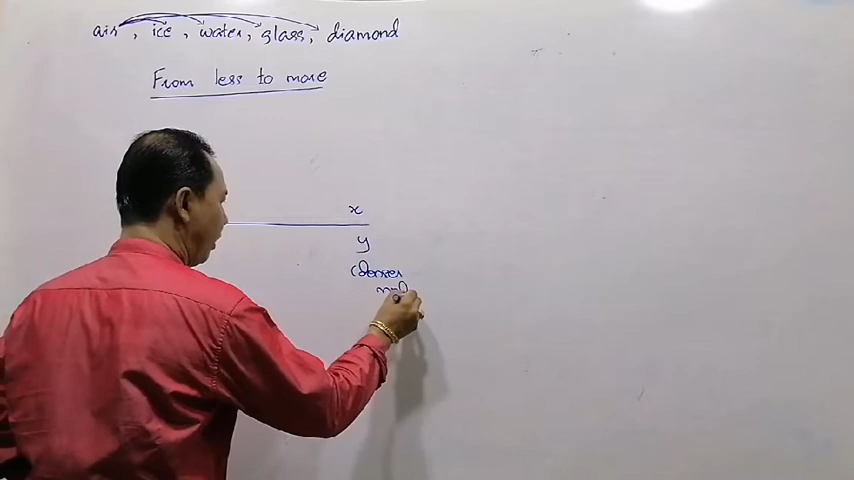 air , ice , water, glass, diamond
From less to more
x
y
(denser